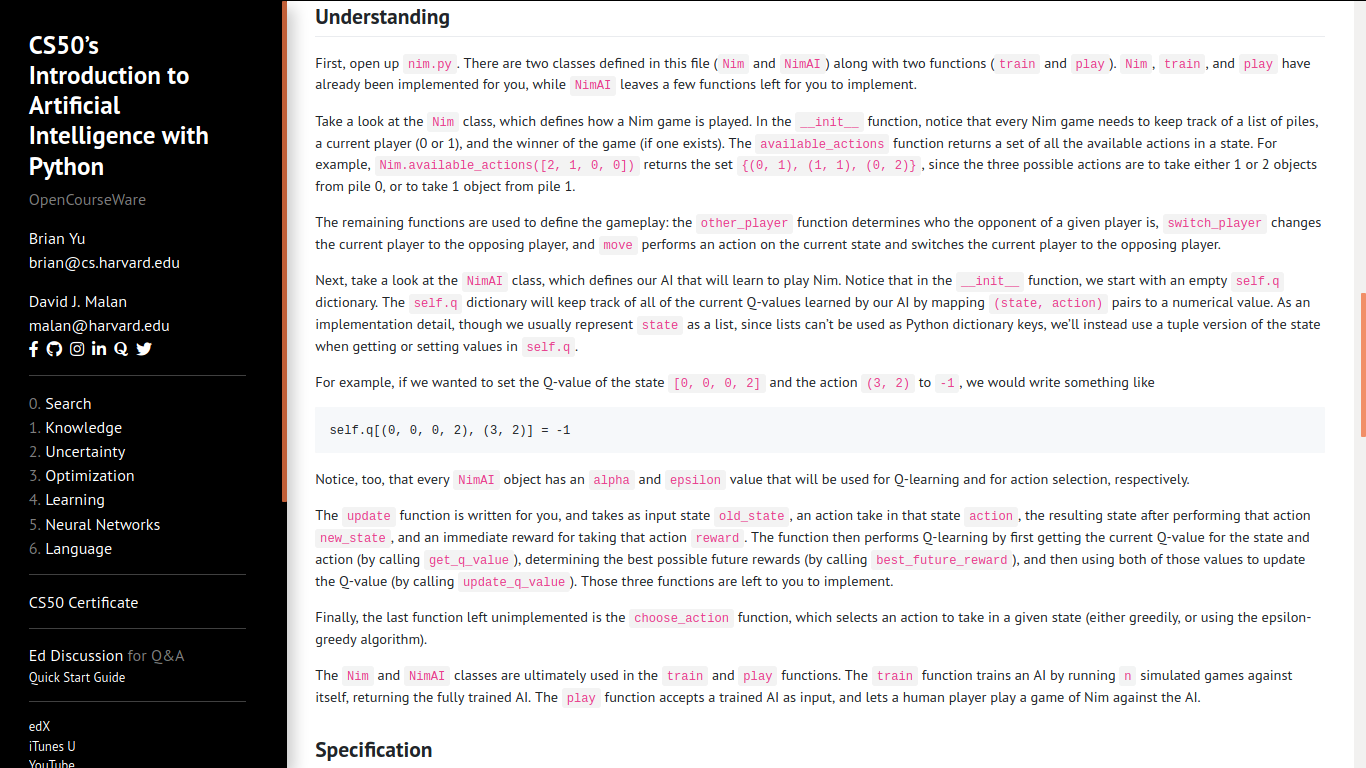 CS50’s
Introduction to
Artificial
Intelligence with
Python
OpenCourseWare
Brian Yu
brian@cs.harvard.edu
David J. Malan
malan@harvard.edu
0. Search
1. Knowledge
2. Uncertainty
3. Optimization
4. Learning
5. Neural Networks
6. Language
CS50 Certificate
Ed Discussion for Q&A
Quick Start Guide
edX
iTunes U
YouTube
Understanding
First, open up nim.py. There are two classes defined in this file (Nim and NimAI) along with two functions (train and play). Nim, train, and play have
already been implemented for you, while NimAI leaves a few functions left for you to implement.
Take a look at the Nim class, which defines how a Nim game is played. In the __init__ function, notice that every Nim game needs to keep track of a list of piles,
a current player (0 or 1), and the winner of the game (if one exists). The available_actions function returns a set of all the available actions in a state. For
example, Nim.available_actions([2, 1, 0, 0]) returns the set {(0, 1), (1, 1), (0, 2)}, since the three possible actions are to take either 1 or 2 objects
from pile 0, or to take 1 object from pile 1.
The remaining functions are used to define the gameplay: the other_player function determines who the opponent of a given player is, switch_player changes
the current player to the opposing player, and move performs an action on the current state and switches the current player to the opposing player.
Next, take a look at the NimAI class, which defines our AI that will learn to play Nim. Notice that in the __init__ function, we start with an empty self.q
dictionary. The self.q dictionary will keep track of all of the current Q-values learned by our AI by mapping (state, action) pairs to a numerical value. As an
implementation detail, though we usually represent state as a list, since lists can’t be used as Python dictionary keys, we’ll instead use a tuple version of the state
when getting or setting values in self.q.
For example, if we wanted to set the Q-value of the state [0, 0, 0, 2] and the action (3, 2) to -1, we would write something like
self.q[(0, 0, 0, 2), (3, 2)] = -1
Notice, too, that every NimAI object has an alpha and epsilon value that will be used for Q-learning and for action selection, respectively.
The update function is written for you, and takes as input state old_state, an action take in that state action, the resulting state after performing that action
new_state, and an immediate reward for taking that action reward. The function then performs Q-learning by first getting the current Q-value for the state and
action (by calling get_q_value), determining the best possible future rewards (by calling best_future_reward), and then using both of those values to update
the Q-value (by calling update_q_value). Those three functions are left to you to implement.
Finally, the last function left unimplemented is the choose_action function, which selects an action to take in a given state (either greedily, or using the epsilon-
greedy algorithm).
The Nim and NimAI classes are ultimately used in the train and play functions. The train function trains an AI by running n simulated games against
itself, returning the fully trained AI. The play function accepts a trained AI as input, and lets a human player play a game of Nim against the AI.
Specification